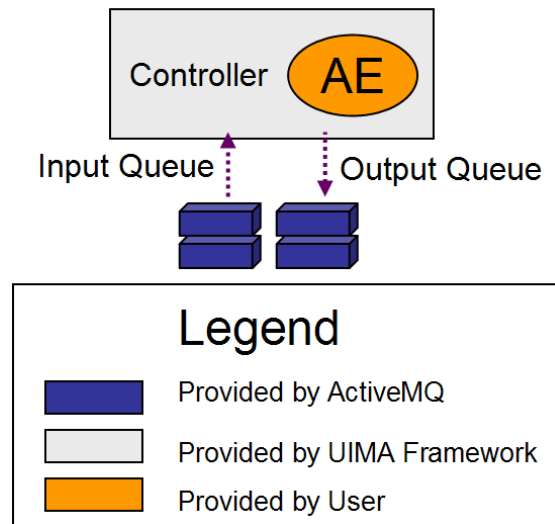 Controller
AE
Input Queue
Output Queue
Legend
Provided by ActiveMQ
Provided by UIMA Framework
Provided by User